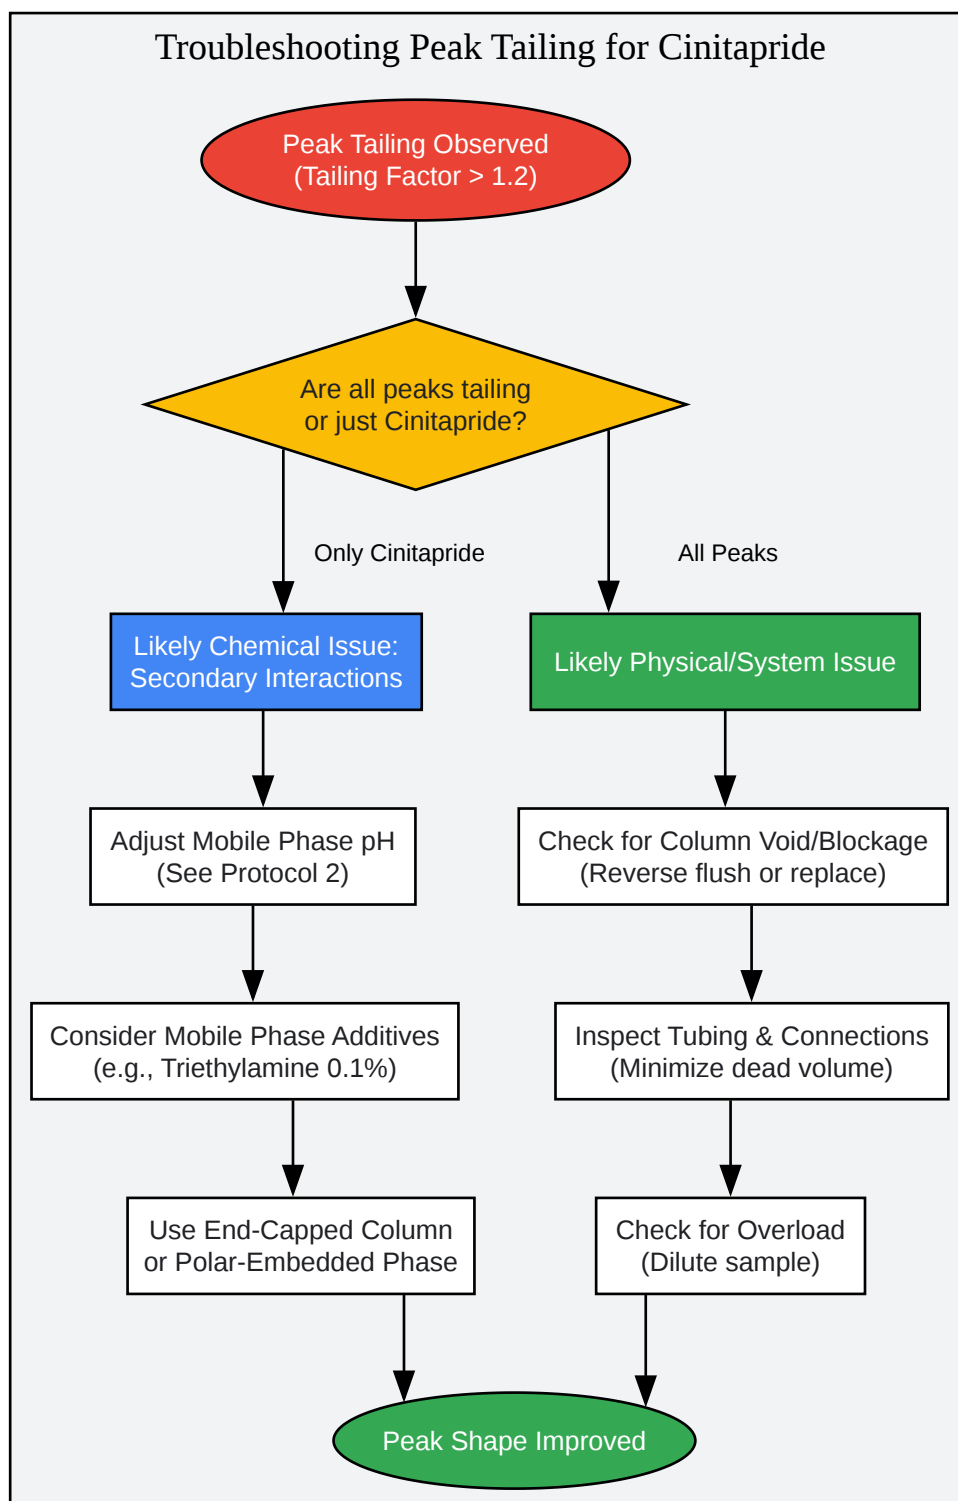 Troubleshooting Peak Tailing for Cinitapride
Peak Tailing Observed
(Tailing Factor > 1.2)
Are all peaks tailing
or just Cinitapride?
Only Cinitapride
All Peaks
Likely Chemical Issue:
Secondary Interactions
Likely Physical/System Issue
Adjust Mobile Phase pH
(See Protocol 2)
Check for Column Void/Blockage
(Reverse flush or replace)
Consider Mobile Phase Additives
(e.g., Triethylamine 0.1%)
Inspect Tubing & Connections
(Minimize dead volume)
Use End-Capped Column
or Polar-Embedded Phase
Check for Overload
(Dilute sample)
Peak Shape Improved